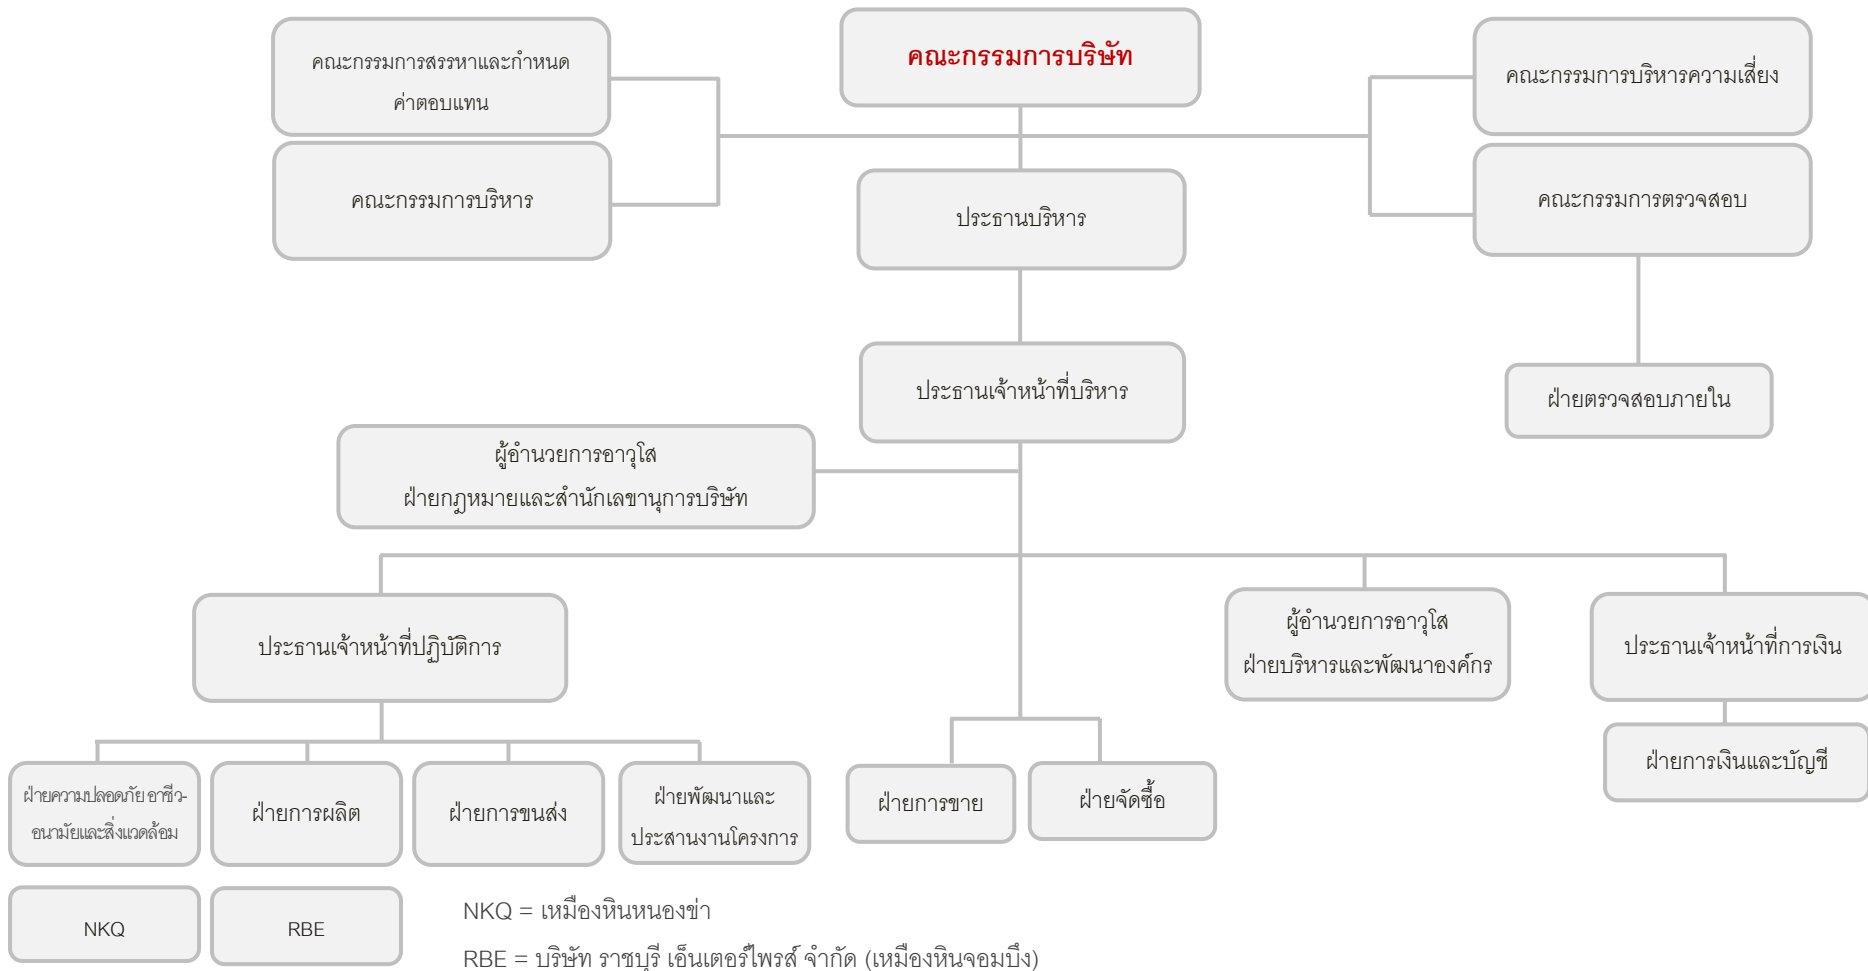 คณะกรรมการบริษัท
คณะกรรมการสรรหาและกำหนด
ค่าตอบแทน
คณะกรรมการบริหารความเสี่ยง
คณะกรรมการบริหาร
คณะกรรมการตรวจสอบ
ประธานบริหาร
ประธานเจ้าหน้าที่บริหาร
ฝ่ายตรวจสอบภายใน
ผู้อำนวยการอาวุโส
ฝ่ายกฎหมายและสำนักเลขานุการบริษัท
ประธานเจ้าหน้าที่ปฏิบัติการ
ผู้อำนวยการอาวุโส
ฝ่ายบริหารและพัฒนาองค์กร
ประธานเจ้าหน้าที่การเงิน
ฝ่ายการเงินและบัญชี
ฝ่ายความปลอดภัย อาชีว-
อนามัยและสิ่งแวดล้อม
ฝ่ายการผลิต
ฝ่ายการขนส่ง
ฝ่ายพัฒนาและ
ประสานงานโครงการ
ฝ่ายการขาย
ฝ่ายจัดซื้อ
NKQ
RBE
NKQ = เหมืองหินหนองข่า
RBE = บริษัท ราชบุรี เอ็นเตอร์ไพรส์ จำกัด (เหมืองหินจอมบึง)